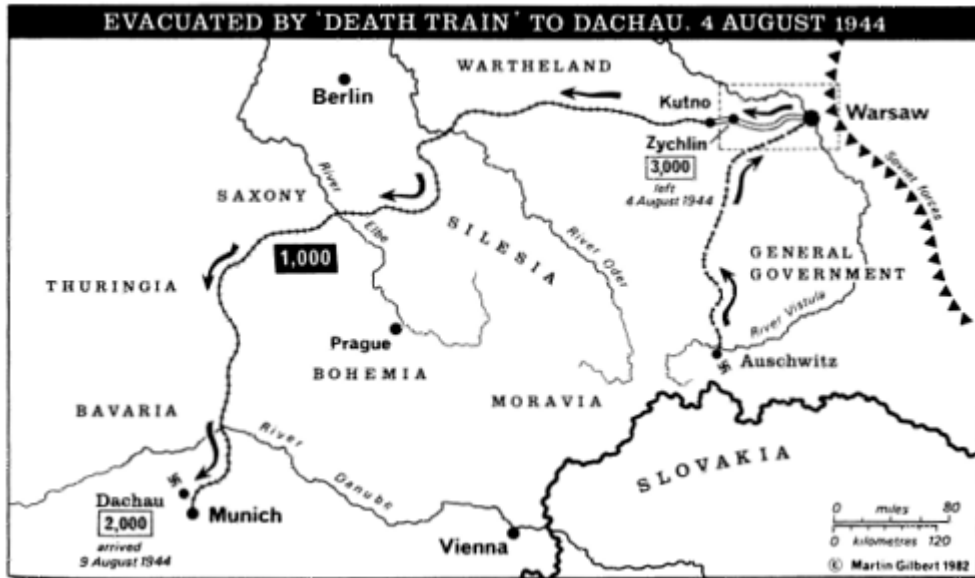 EVACUATED BY 'DEATH TRAIN' TO DACHAU. 4 AUGUST 1944
WARTHELAND
Berlin
Kutno
Warsaw
Zychlin
3,000
left
4 August 1944
Soviet forces
River
Elbe
SAXONY
SILESIA
River Oder
1,000
GENERAL
GOVERNMENT
THURINGIA
River Vistula
Prague
Auschwitz
BOHEMIA
MORAVIA
BAVARIA
River
Danube
SLOVAKIA
Dachau
2,000
arrived
9 August 1944
Munich
Vienna
0 miles 80
0 kilometres 120
© Martin Gilbert 1982